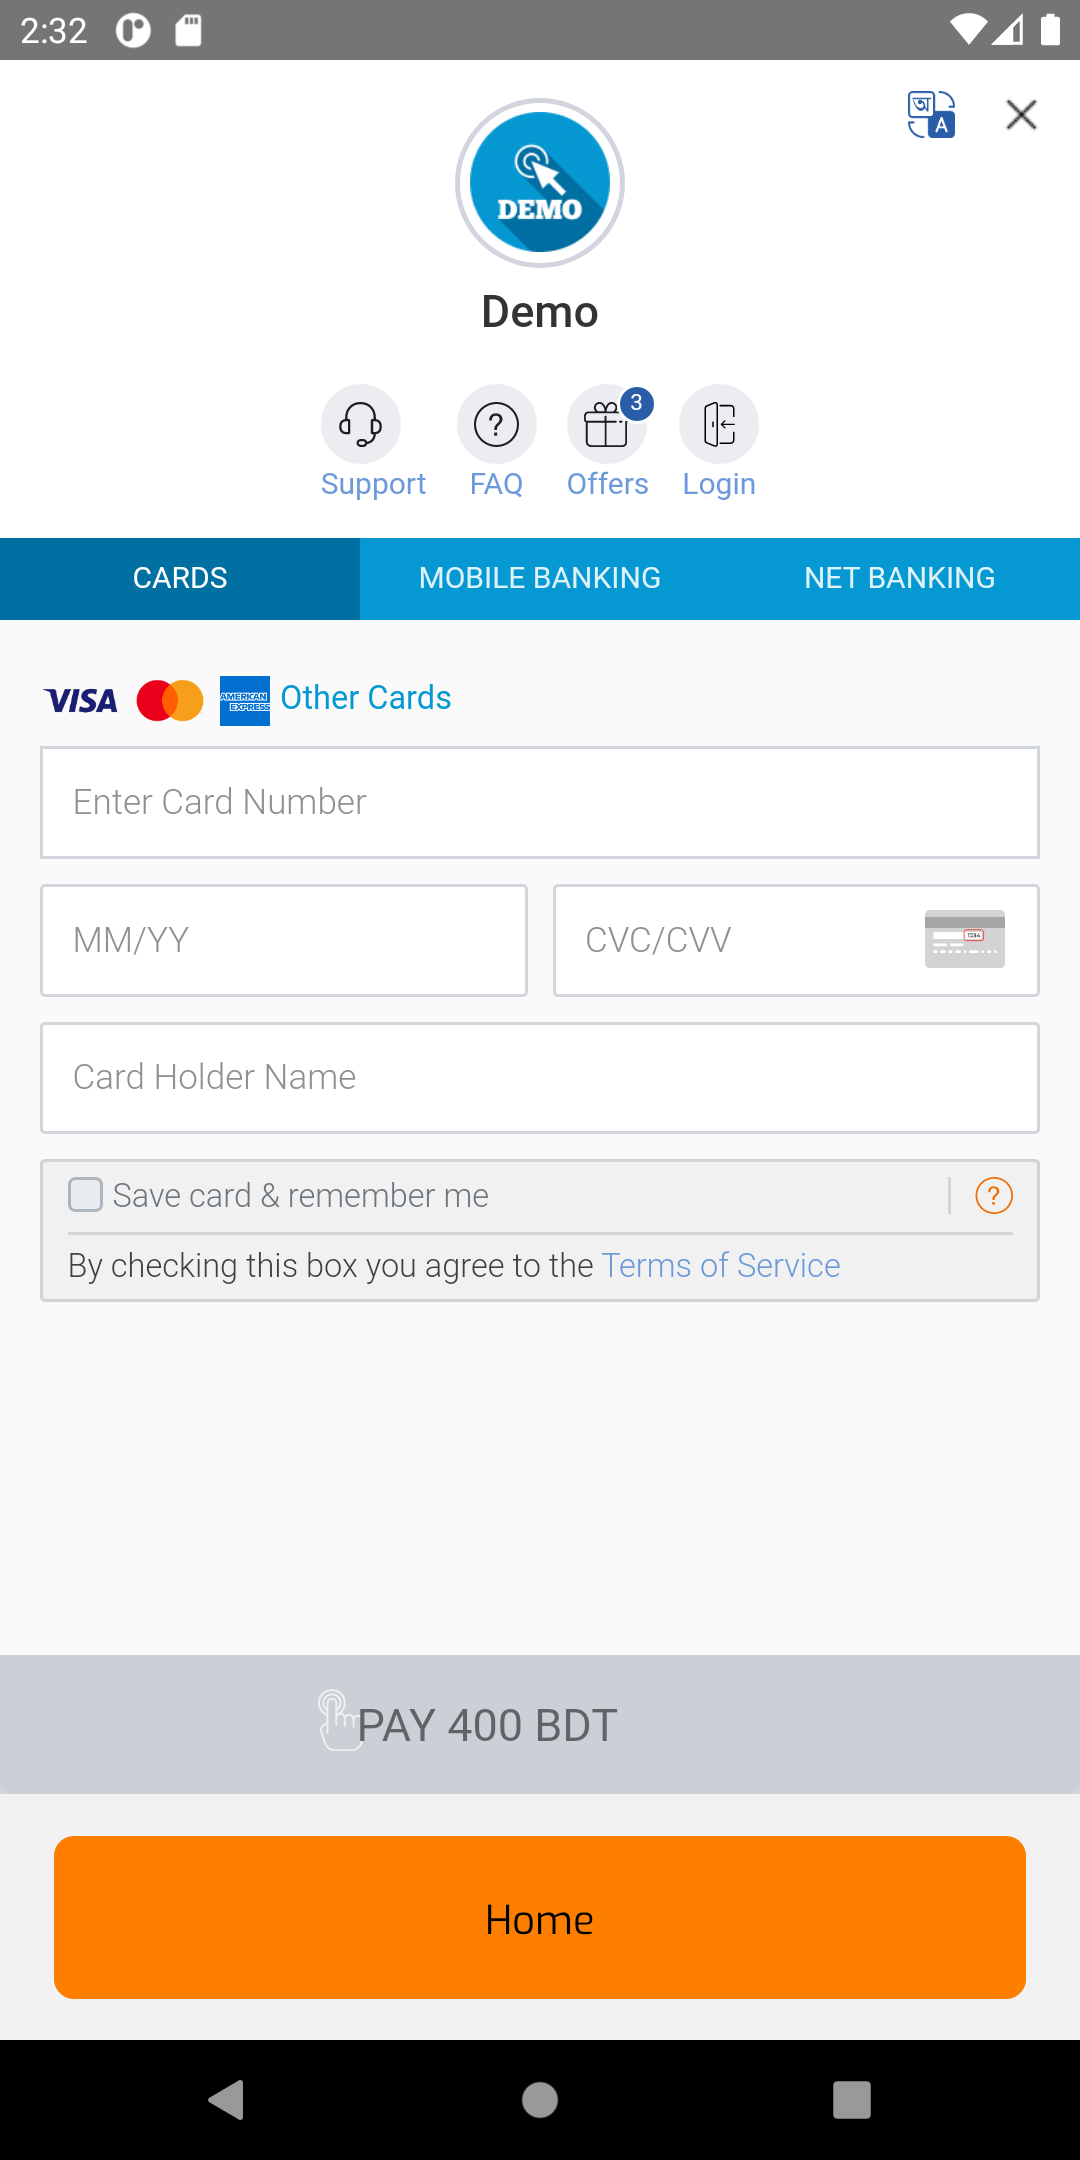 2:32
অ
A
DEMO
Demo
?
3
Support
FAQ
Offers
Login
CARDS
MOBILE BANKING
NET BANKING
VISA
AMERICAN
EXPRESS
Other Cards
Enter Card Number
MM/YY
CVC/CVV
1234
Card Holder Name
Save card & remember me
?
By checking this box you agree to the Terms of Service
PAY 400 BDT
Home